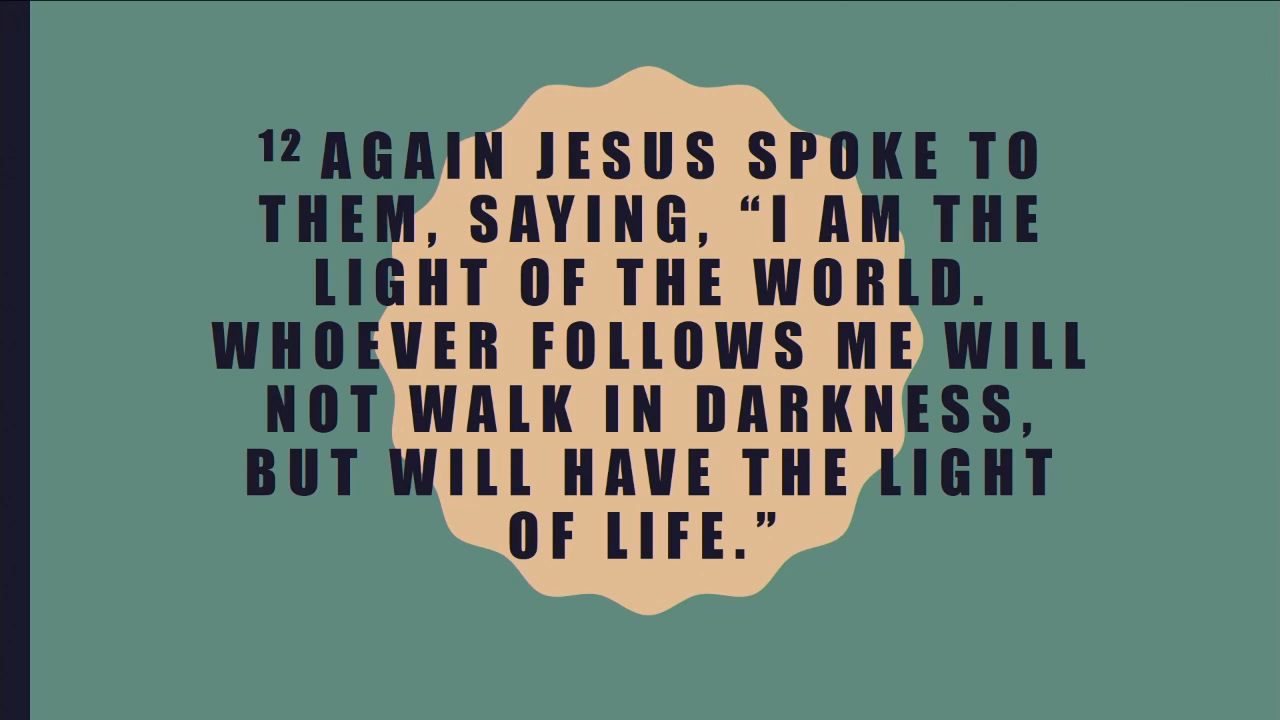 ¹² AGAIN JESUS SPOKE TO
THEM, SAYING, “I AM THE
LIGHT OF THE WORLD.
WHOEVER FOLLOWS ME WILL
NOT WALK IN DARKNESS,
BUT WILL HAVE THE LIGHT
OF LIFE.”